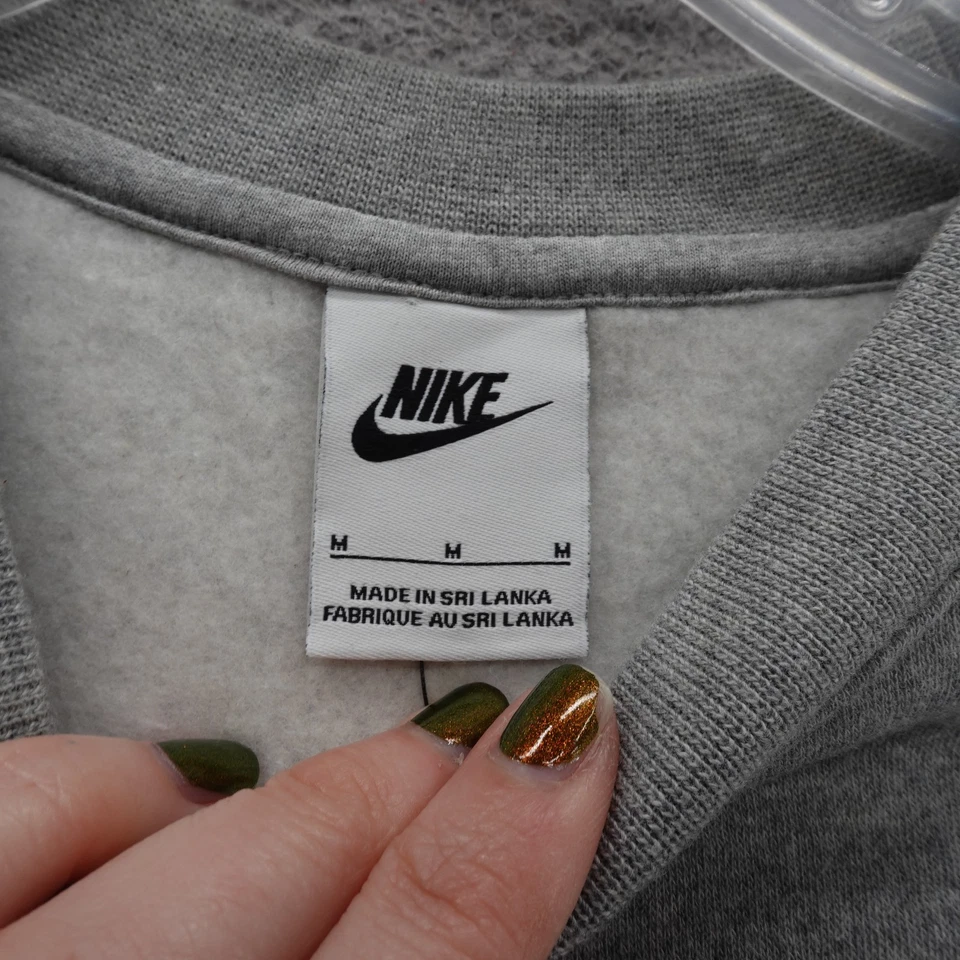 NIKE
M M M
MADE IN SRI LANKA
FABRIQUE AU SRI LANKA